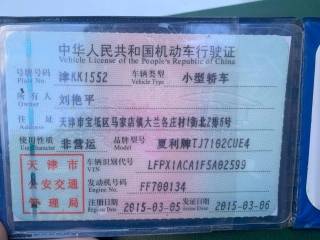 中华人民共和国机动车行驶证
Vehicle License of the People's Republic of China
号牌号码 Plate No. 津KK1552 车辆类型 Vehicle Type 小型轿车
所有人 Owner 刘艳平
住址 Address 天津市宝坻区马家店镇大兰各庄村1街北2排8号
使用性质 Use Character 非营运 品牌型号 Model 夏利牌TJ7102CUE4
天津市 车辆识别代号 VIN LFPX1ACA1F5A02599
公安交通 发动机号码 Engine No. FF700134
管理局 注册日期 Register Date 2015-03-05 发证日期 Issue Date 2015-03-06